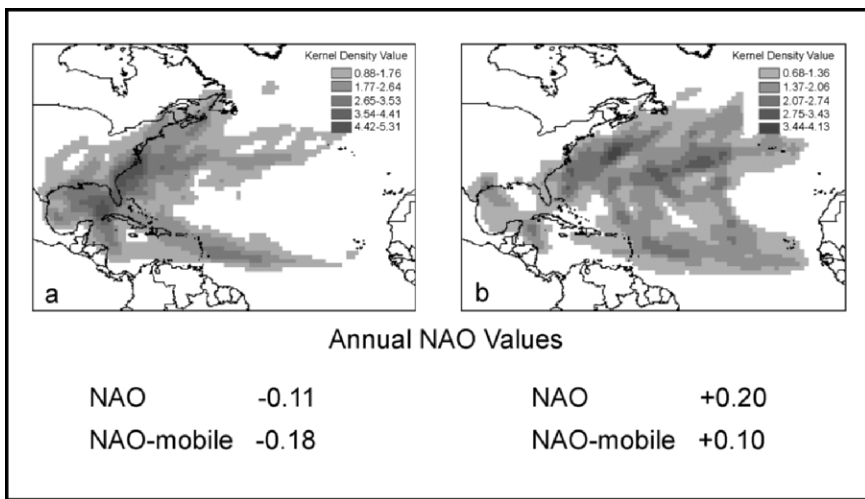 Kernel Density Value
0.88-1.76
1.77-2.64
2.65-3.53
3.54-4.41
4.42-5.31
a
Kernel Density Value
0.68-1.36
1.37-2.06
2.07-2.74
2.75-3.43
3.44-4.13
b
Annual NAO Values
NAO -0.11
NAO-mobile -0.18
NAO +0.20
NAO-mobile +0.10